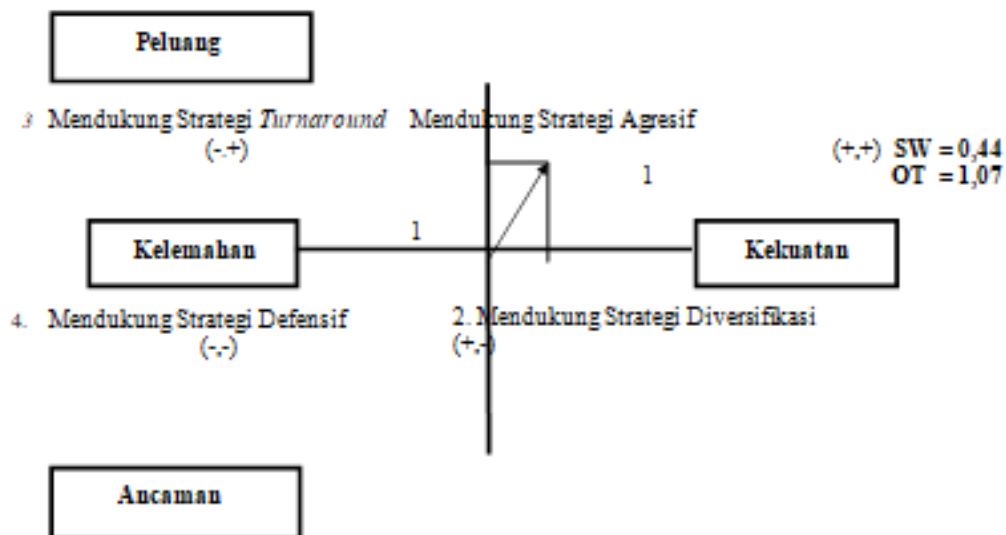 Peluang
3 Mendukung Strategi Turnaround
(-.+)
Mendukung Strategi Agresif
(+,+) SW = 0,44
OT = 1,07
1
1
Kelemahan
Kekuatan
4. Mendukung Strategi Defensif
(-,-)
2. Mendukung Strategi Diversifikasi
(+,-)
Ancaman